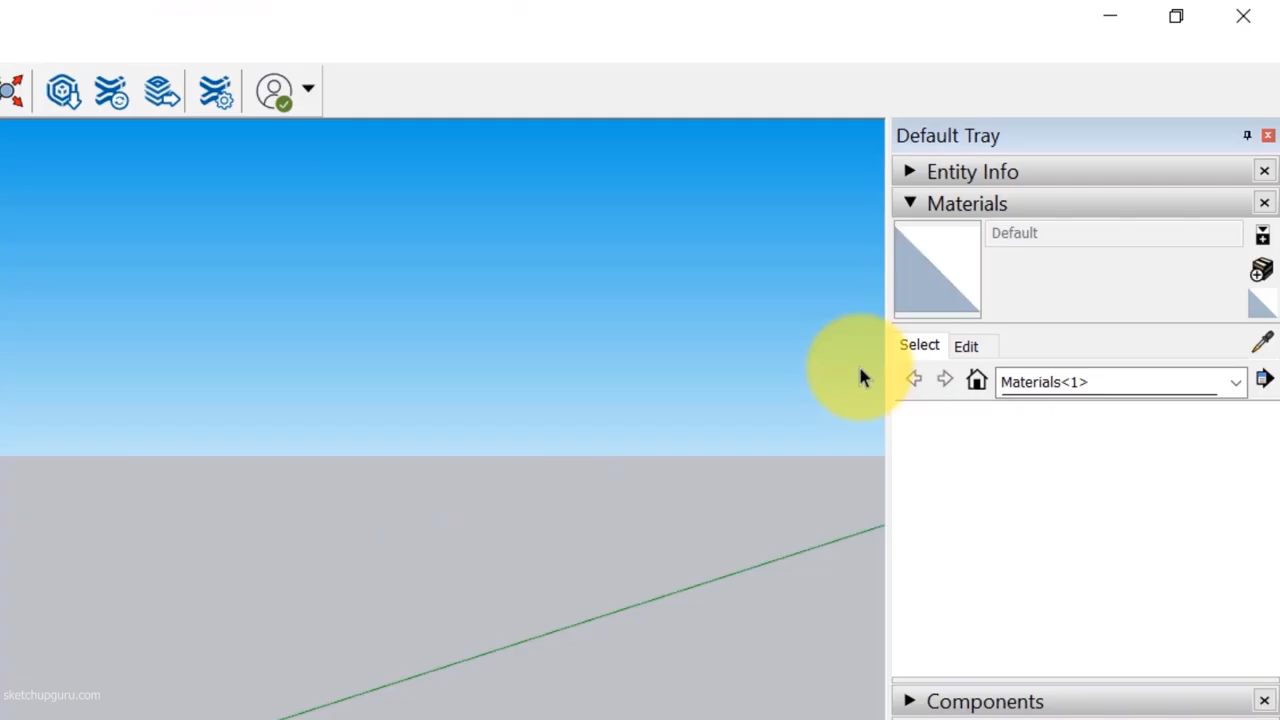 Default Tray
Entity Info
Materials
Default
Select Edit
Materials<1>
Components
sketchupguru.com